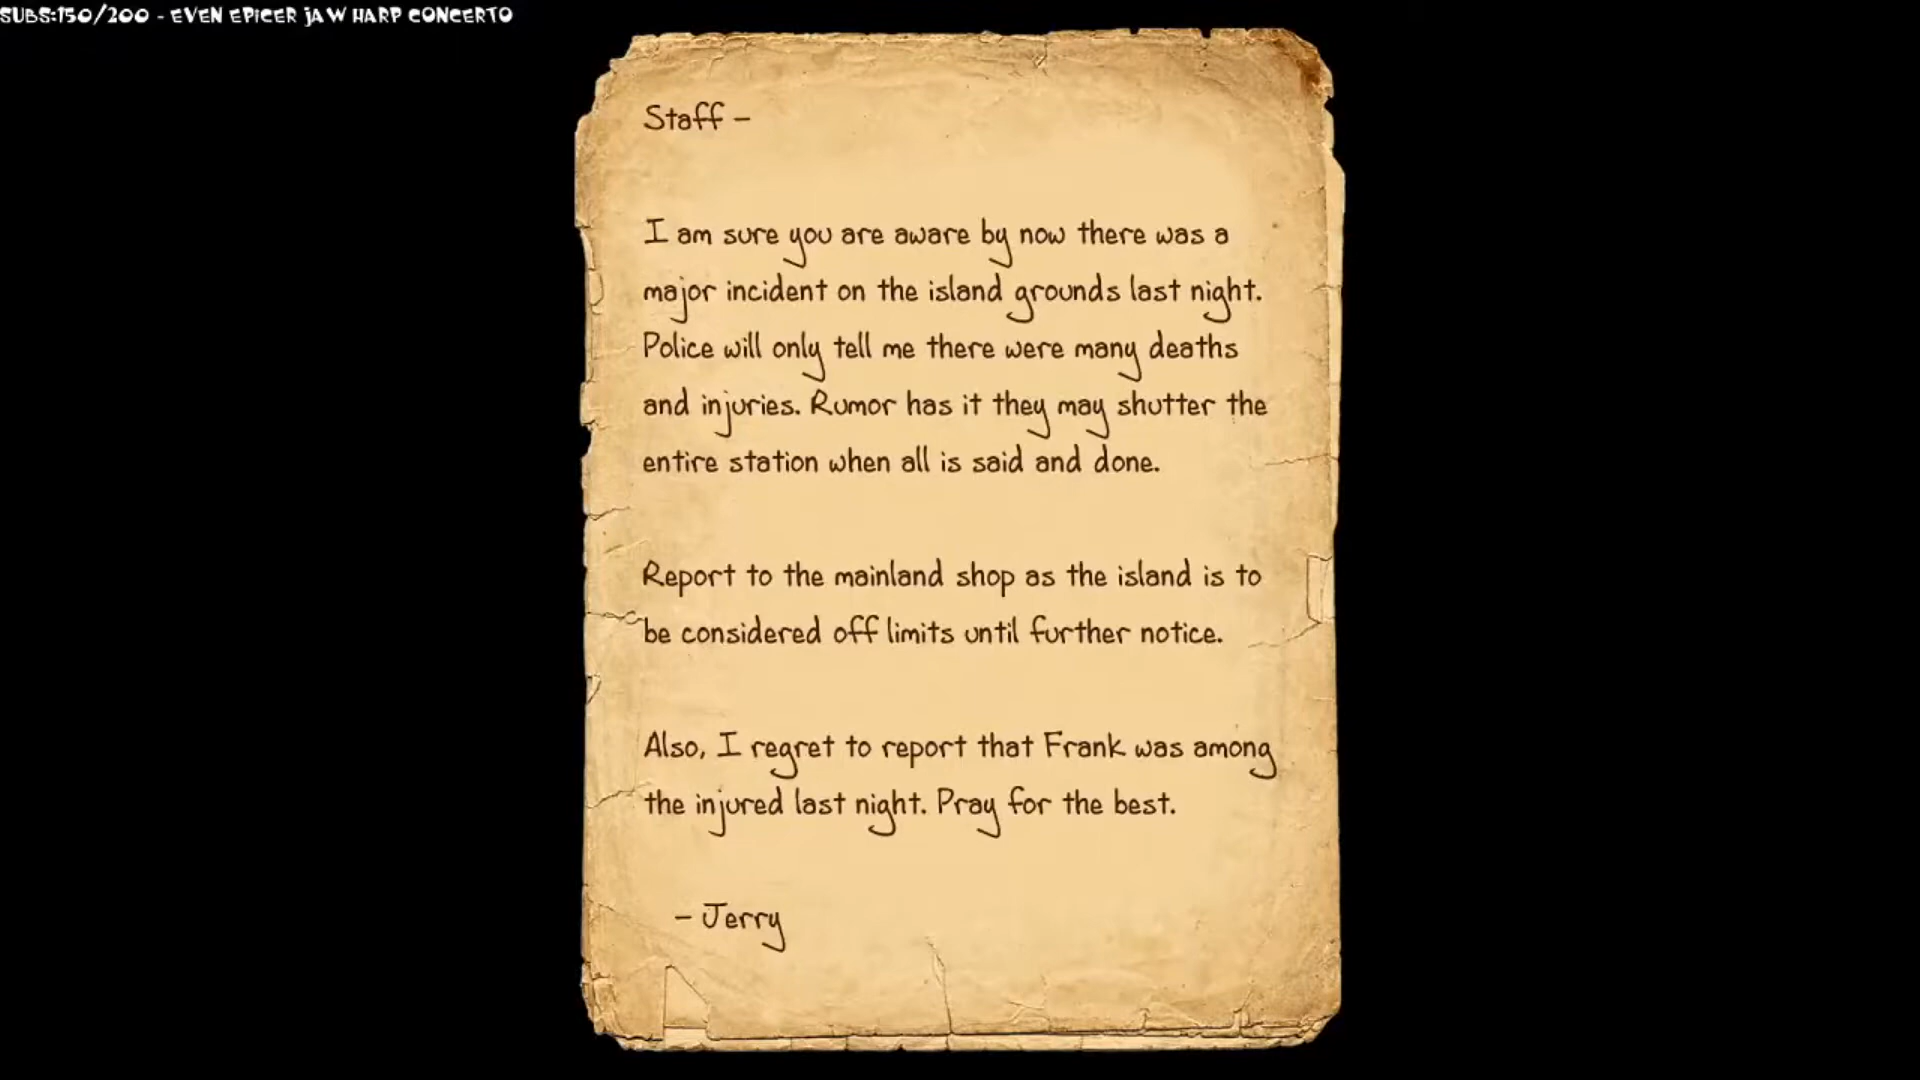 SUBS:150/200 - EVEN EPICER JAW HARP CONCERTO
Staff -
I am sure you are aware by now there was a
major incident on the island grounds last night.
Police will only tell me there were many deaths
and injuries. Rumor has it they may shutter the
entire station when all is said and done.
Report to the mainland shop as the island is to
be considered off limits until further notice.
Also, I regret to report that Frank was among
the injured last night. Pray for the best.
- Jerry